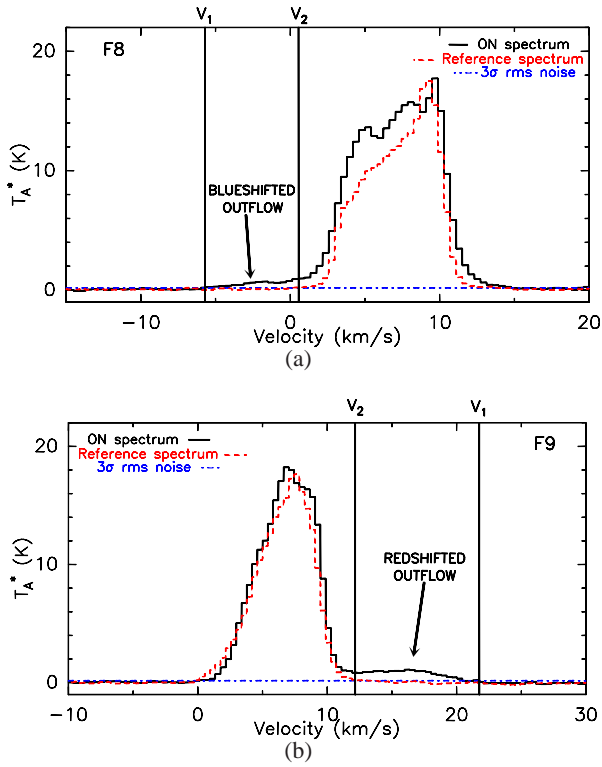 V1 V2
F8
ON spectrum
Reference spectrum
3σ rms noise
20
10
0
TA* (K)
BLUESHIFTED
OUTFLOW
−10 0 10 20
Velocity (km/s)
(a)
V2 V1
ON spectrum
Reference spectrum
3σ rms noise
F9
20
10
0
TA* (K)
REDSHIFTED
OUTFLOW
−10 0 10 20 30
Velocity (km/s)
(b)